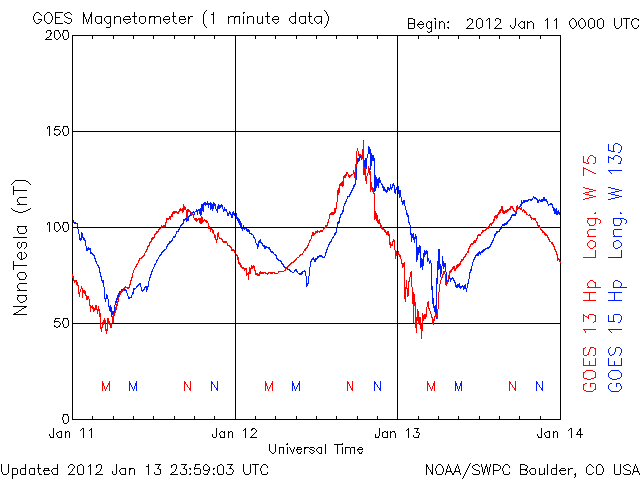 GOES Magnetometer (1 minute data)
Begin: 2012 Jan 11 0000 UTC
200
150
100
50
0
NanoTesla (nT)
M M N N M M N N M M N N
Jan 11 Jan 12 Jan 13 Jan 14
Universal Time
GOES 13 Hp Long. W 75
GOES 15 Hp Long. W 135
Updated 2012 Jan 13 23:59:03 UTC
NOAA/SWPC Boulder, CO USA